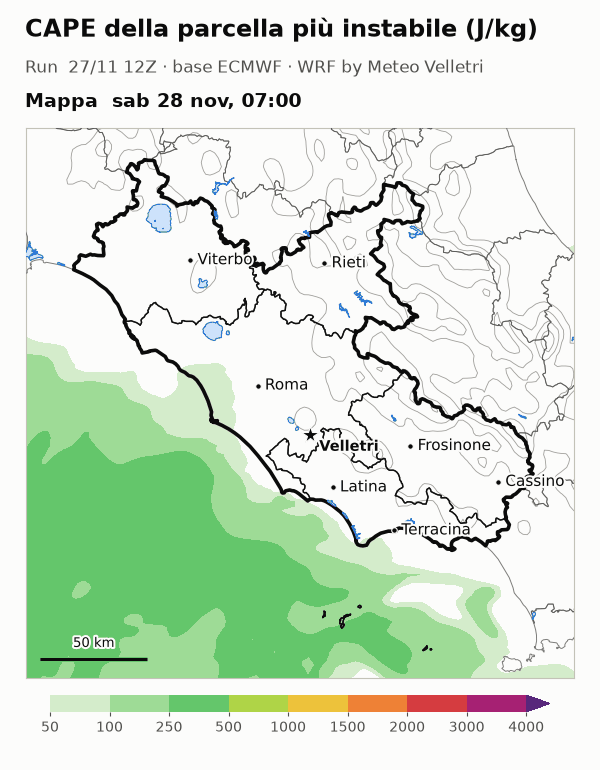 CAPE della parcella più instabile (J/kg)
Run  27/11 12Z · base ECMWF · WRF by Meteo Velletri
Mappa  sab 28 nov, 07:00
Viterbo
Rieti
Roma
Velletri
Frosinone
Cassino
Latina
Terracina
50 km
50 100 250 500 1000 1500 2000 3000 4000